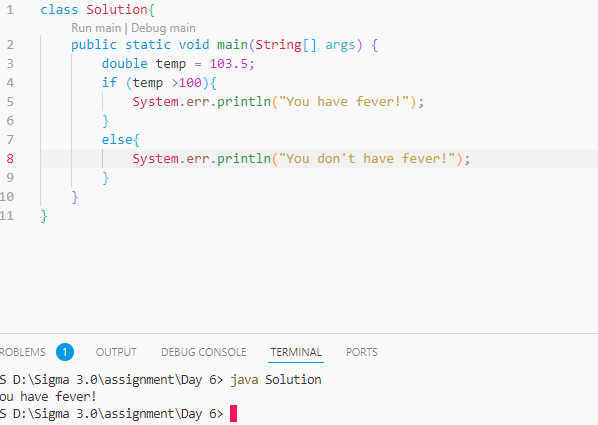 1 class Solution{
Run main | Debug main
2 public static void main(String[] args) {
3 double temp = 103.5;
4 if (temp >100){
5 System.err.println("You have fever!");
6 }
7 else{
8 System.err.println("You don't have fever!");
9 }
10 }
11 }
ROBLEMS 1 OUTPUT DEBUG CONSOLE TERMINAL PORTS
S D:\Sigma 3.0\assignment\Day 6> java Solution
ou have fever!
S D:\Sigma 3.0\assignment\Day 6>